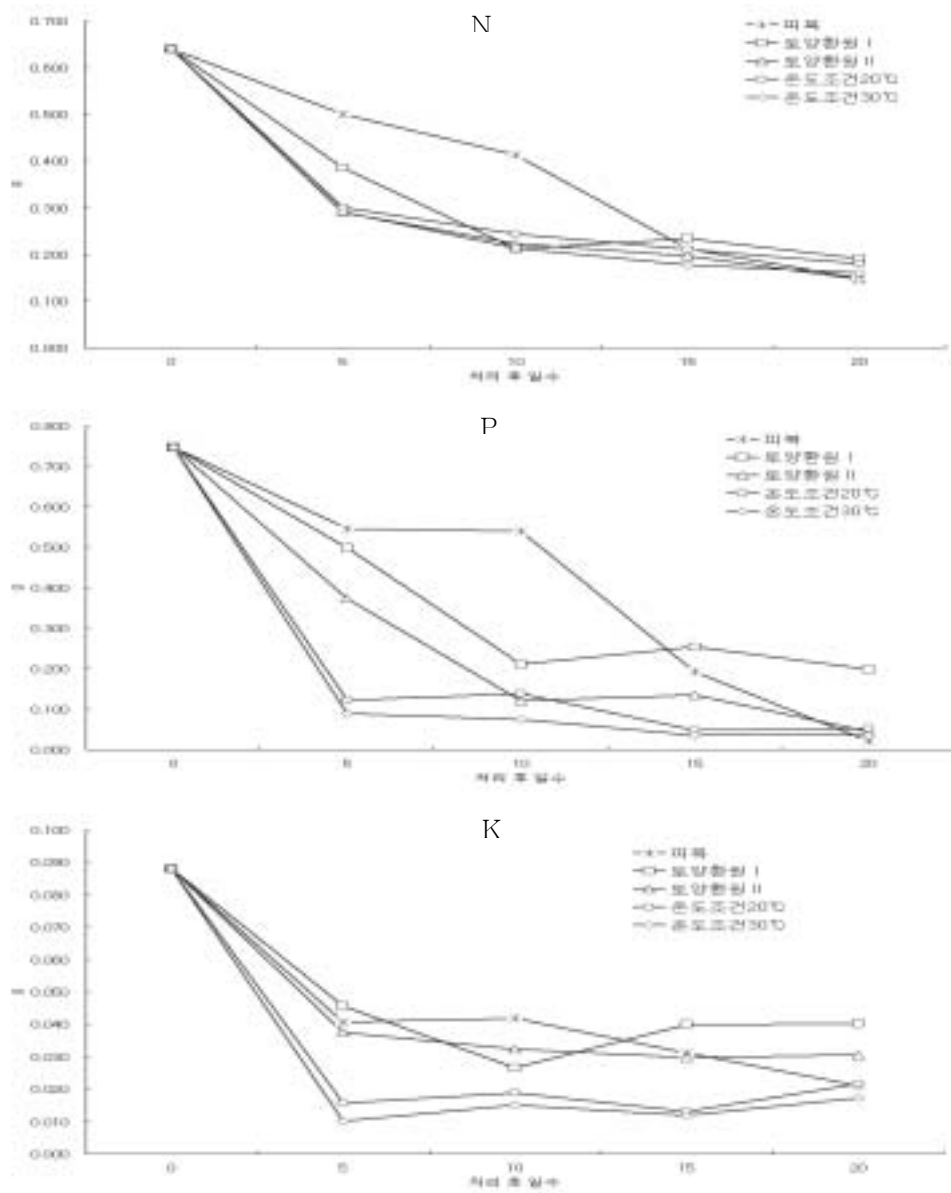 N
0.700
0.600
0.500
0.400
0.300
0.200
0.100
0.000
g
0
5
10
15
20
처리 후 일수
피복
토양환원 I
토양환원 II
온도조건20℃
온도조건30℃
P
0.800
0.700
0.600
0.500
0.400
0.300
0.200
0.100
0.000
g
0
5
10
15
20
처리 후 일수
피복
토양환원 I
토양환원 II
온도조건20℃
온도조건30℃
K
0.100
0.090
0.080
0.070
0.060
0.050
0.040
0.030
0.020
0.010
0.000
g
0
5
10
15
20
처리 후 일수
피복
토양환원 I
토양환원 II
온도조건20℃
온도조건30℃